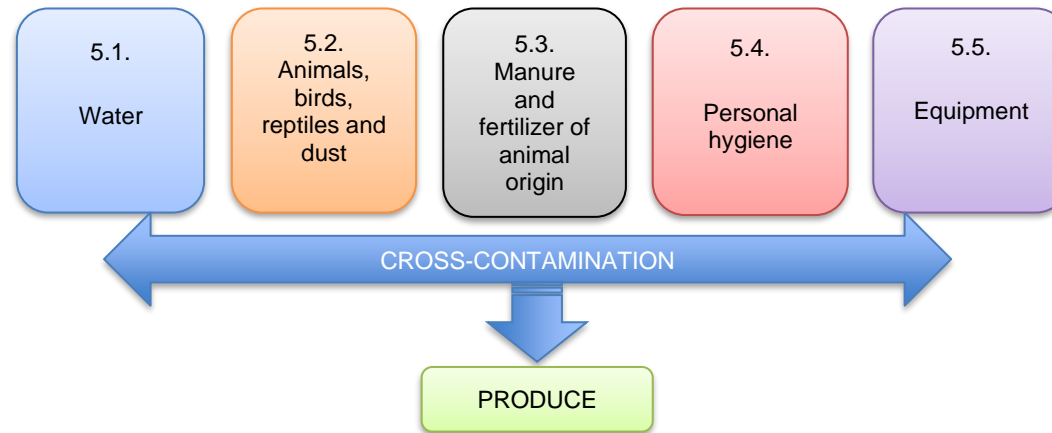 5.1.
Water
5.2.
Animals,
birds,
reptiles and
dust
5.3.
Manure
and
fertilizer of
animal
origin
5.4.
Personal
hygiene
5.5.
Equipment
CROSS-CONTAMINATION
PRODUCE